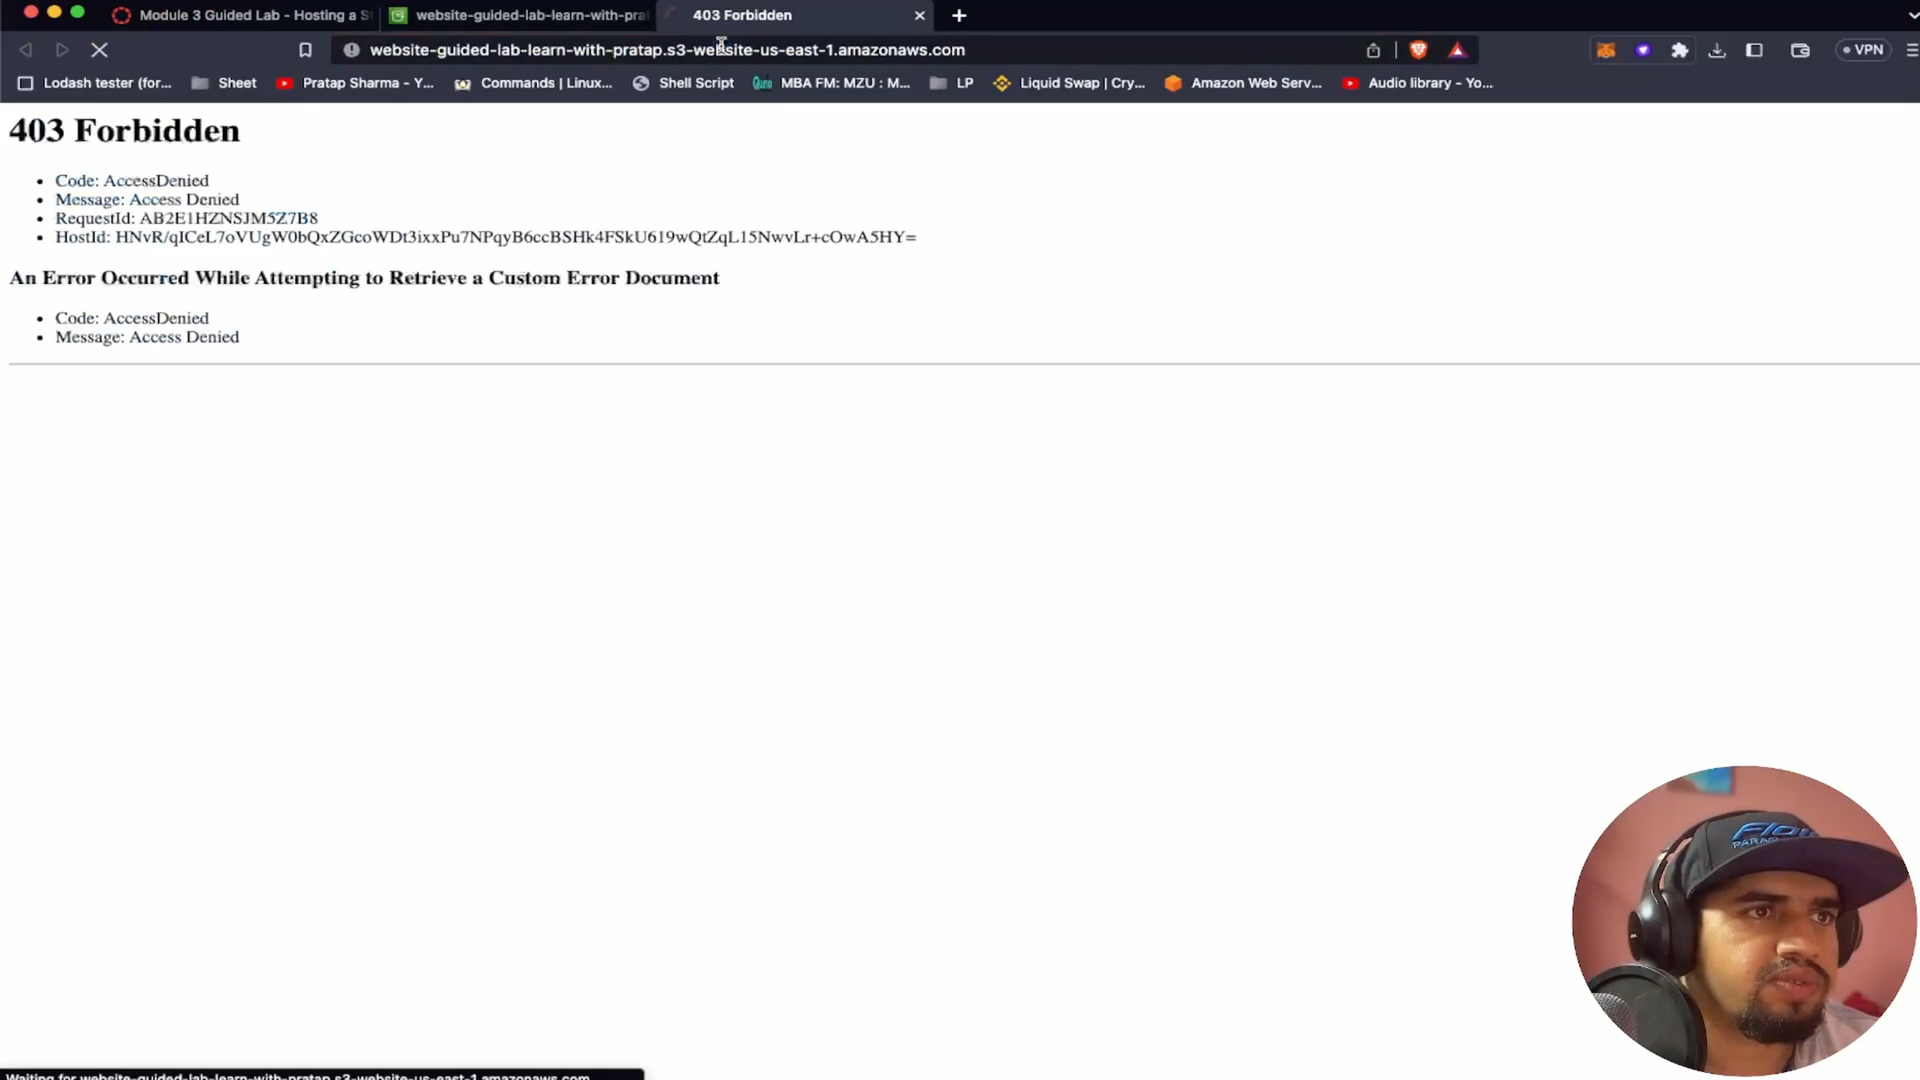 Module 3 Guided Lab - Hosting a S
website-guided-lab-learn-with-prat
403 Forbidden
website-guided-lab-learn-with-pratap.s3-website-us-east-1.amazonaws.com
VPN
Lodash tester (for...
Sheet
Pratap Sharma - Y...
Commands | Linux...
Shell Script
Quro
MBA FM: MZU : M...
LP
Liquid Swap | Cry...
Amazon Web Serv...
Audio library - Yo...
403 Forbidden
• Code: AccessDenied
• Message: Access Denied
• RequestId: AB2E1HZNSJM5Z7B8
• HostId: HNvR/qICeL7oVUgW0bQxZGcoWDt3ixxPu7NPqyB6ccBSHk4FSkU619wQtZqL15NwvLr+cOwA5HY=
An Error Occurred While Attempting to Retrieve a Custom Error Document
• Code: AccessDenied
• Message: Access Denied
Waiting for website-guided-lab-learn-with-pratap.s3-website-us-east-1.amazonaws.com